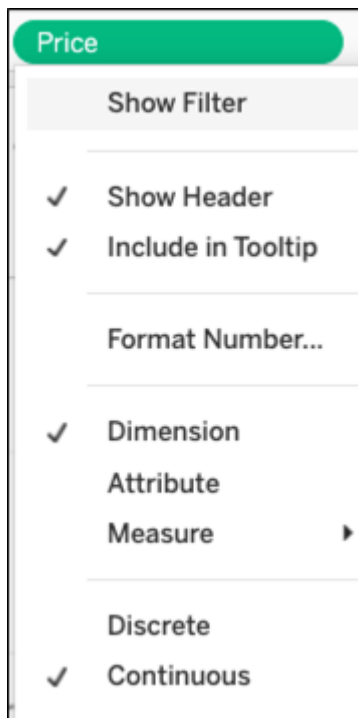 Price
Show Filter
Show Header
Include in Tooltip
Format Number...
Dimension
Attribute
Measure
Discrete
Continuous